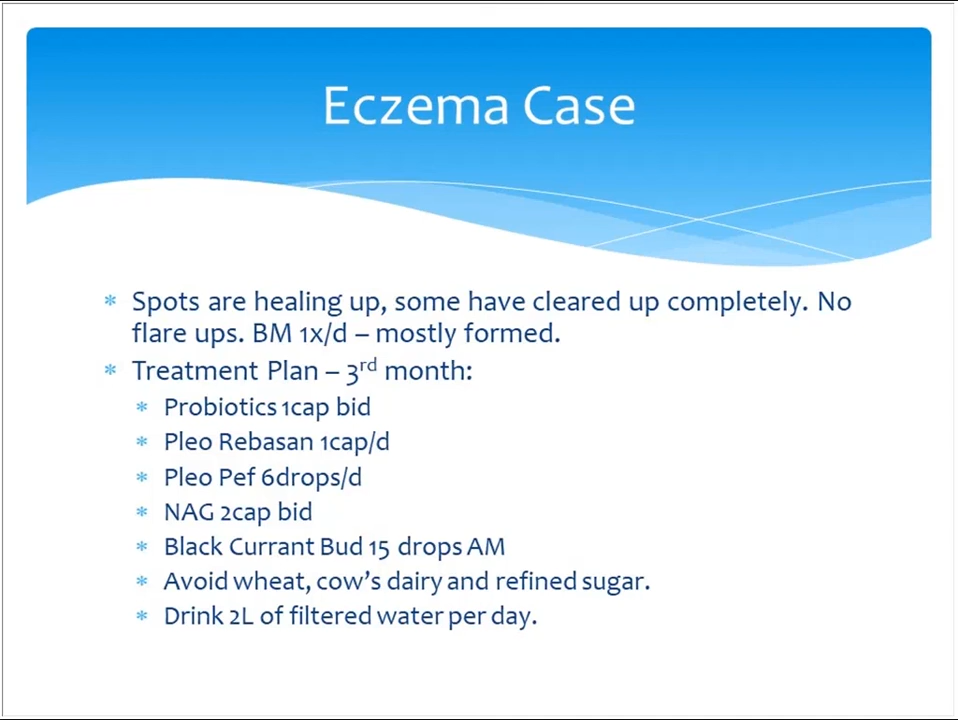 Eczema Case
* Spots are healing up, some have cleared up completely. No
flare ups. BM 1x/d – mostly formed.
* Treatment Plan – 3rd month:
* Probiotics 1cap bid
* Pleo Rebasan 1cap/d
* Pleo Pef 6drops/d
* NAG 2cap bid
* Black Currant Bud 15 drops AM
* Avoid wheat, cow's dairy and refined sugar.
* Drink 2L of filtered water per day.